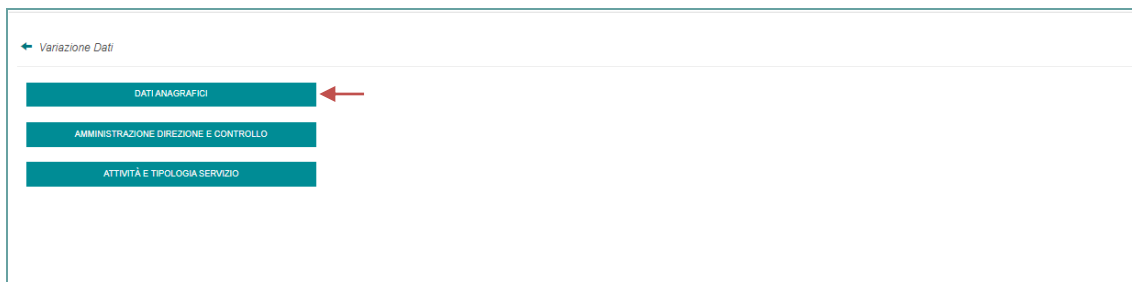 Variazione Dati
DATI ANAGRAFICI
AMMINISTRAZIONE DIREZIONE E CONTROLLO
ATTIVITÀ E TIPOLOGIA SERVIZIO